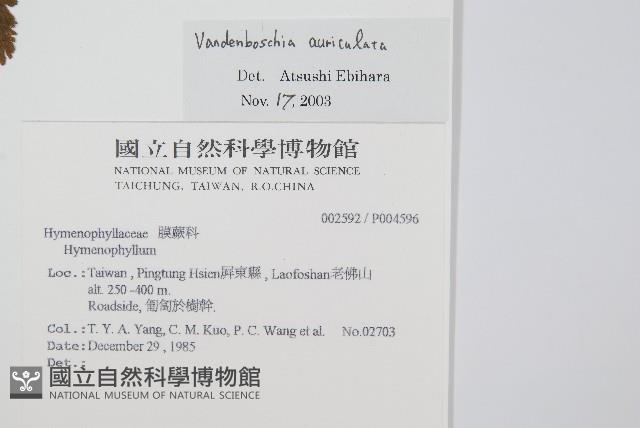 Vandenboschia auriculata
Det. Atsushi Ebihara
Nov. 17, 2003
國立自然科學博物館
NATIONAL MUSEUM OF NATURAL SCIENCE
TAICHUNG, TAIWAN, R.O.CHINA
002592 / P004596
Hymenophyllaceae 膜蕨科
Hymenophyllum
Loc.:Taiwan , Pingtung Hsien屏東縣 , Laofoshan老佛山
alt. 250 -400 m.
Roadside, 匍匐於樹幹.
Col.:T. Y. A. Yang, C. M. Kuo, P. C. Wang et al. No.02703
Date:December 29 , 1985
Det.:
國立自然科學博物館
NATIONAL MUSEUM OF NATURAL SCIENCE